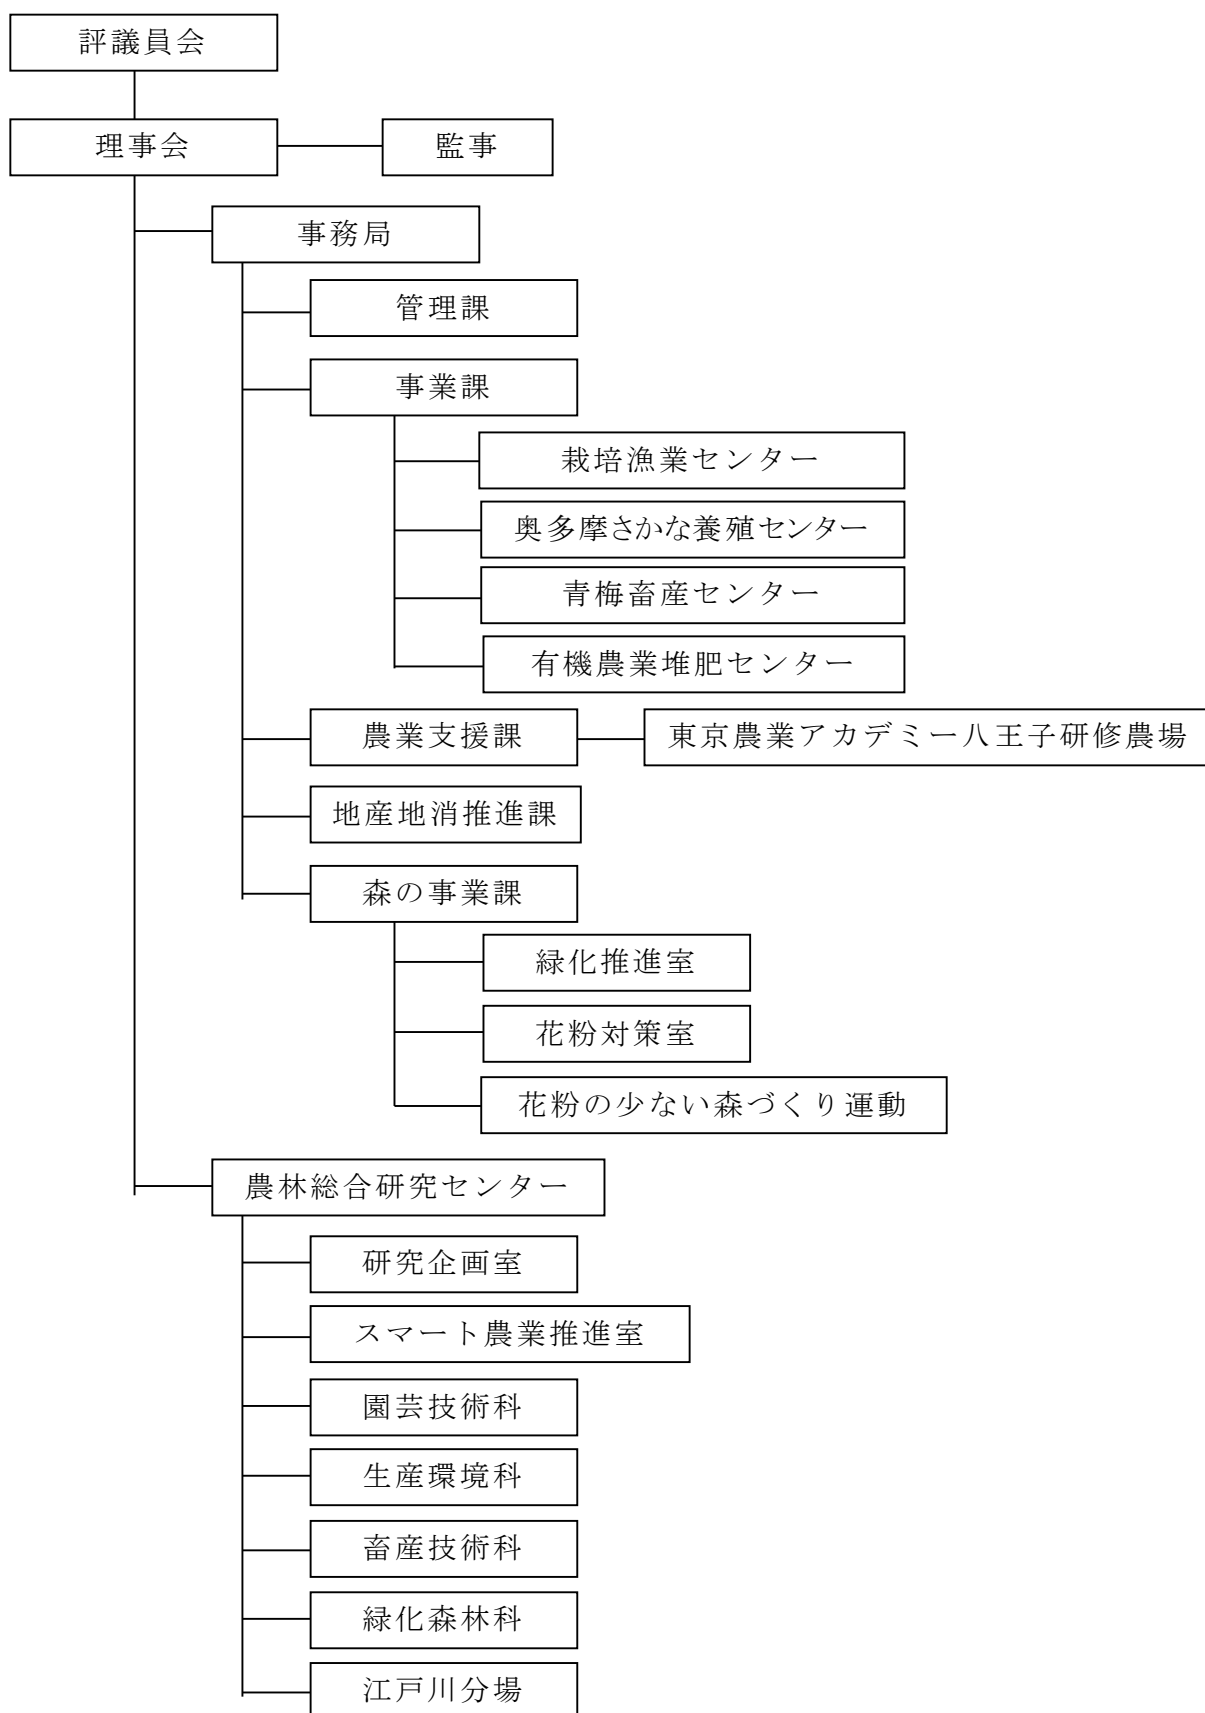 評議員会
理事会
監事
事務局
管理課
事業課
栽培漁業センター
奥多摩さかな養殖センター
青梅畜産センター
有機農業堆肥センター
農業支援課
東京農業アカデミー八王子研修農場
地産地消推進課
森の事業課
緑化推進室
花粉対策室
花粉の少ない森づくり運動
農林総合研究センター
研究企画室
スマート農業推進室
園芸技術科
生産環境科
畜産技術科
緑化森林科
江戸川分場